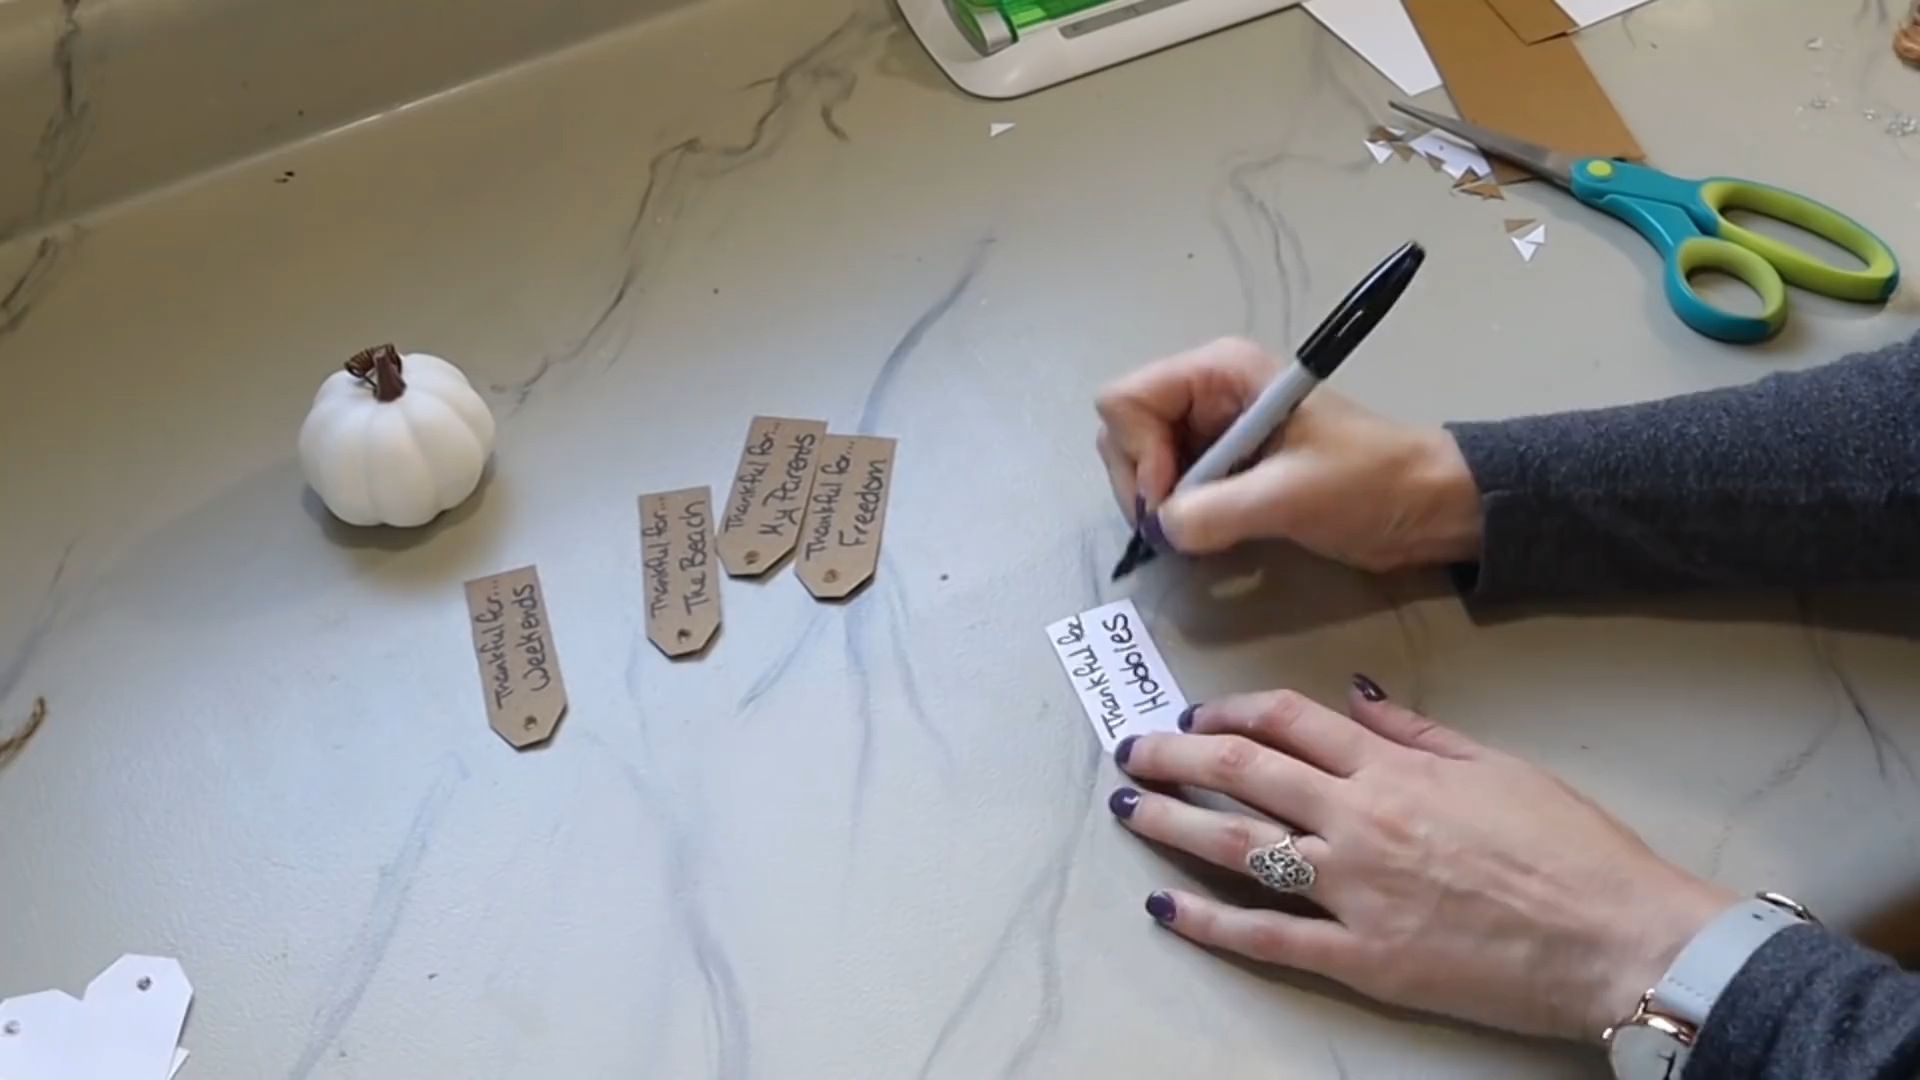 Thankful for...
Weekends
Thankful for...
The Beach
Thankful for...
My Parents
Thankful for...
Freedom
Thankful for
Hobbies